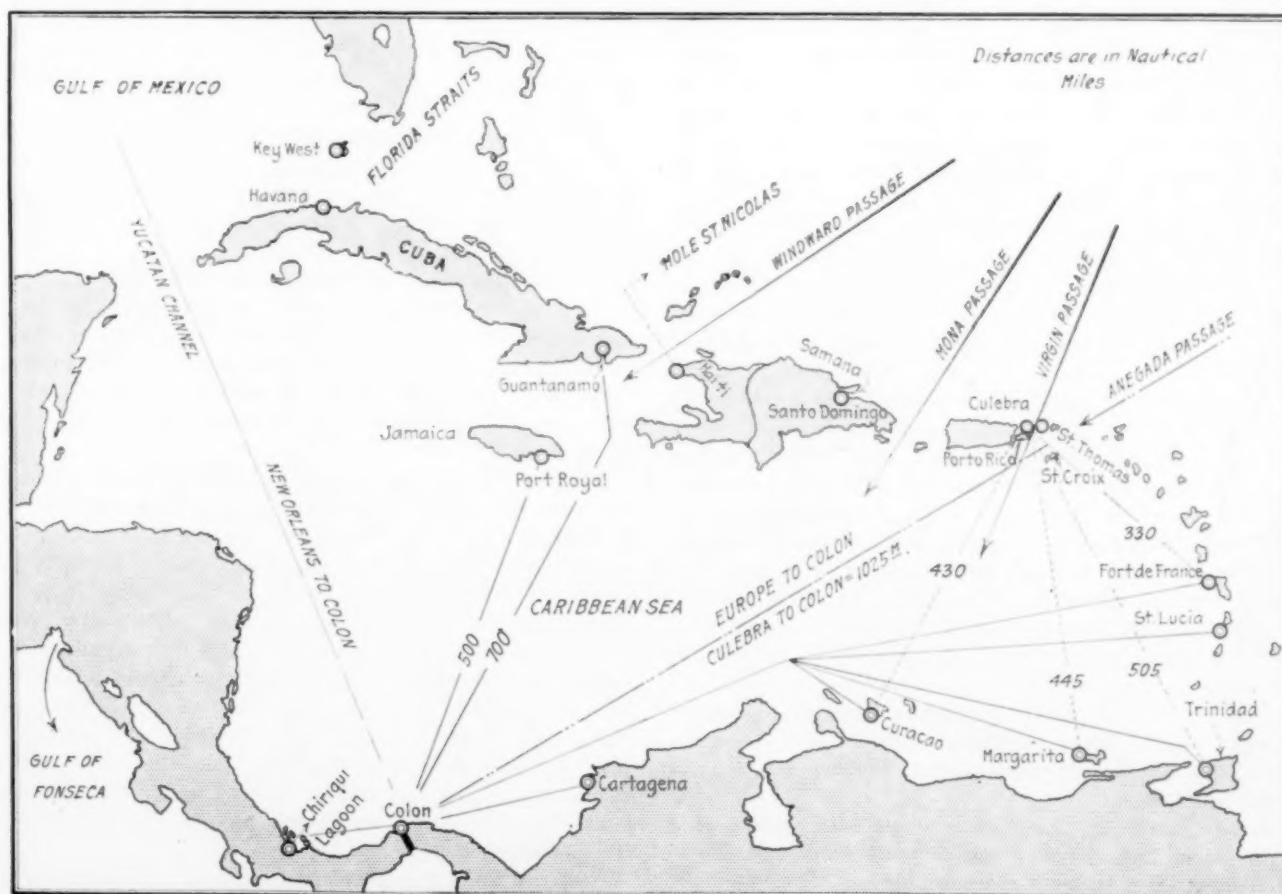 Distances are in Nautical
Miles
GULF OF MEXICO
FLORIDA STRAITS
Key West
Havana
CUBA
YUCATAN CHANNEL
MOLE ST NICOLAS
WINDWARD PASSAGE
MONA PASSAGE
VIRGIN PASSAGE
ANEGADA PASSAGE
Guantanamo
Haiti
Samana
Santo Domingo
Culebra
Porto Rico
St. Thomas
St. Croix
Jamaica
Port Royal
NEW ORLEANS TO COLON
330
430
Fort de France
EUROPE TO COLON
CULEBRA TO COLON = 1025 M.
CARIBBEAN SEA
St. Lucia
500
700
445
505
Trinidad
Curacao
Margarita
GULF OF
FONSECA
Cartagena
Chiriqui
Lagoon
Colon